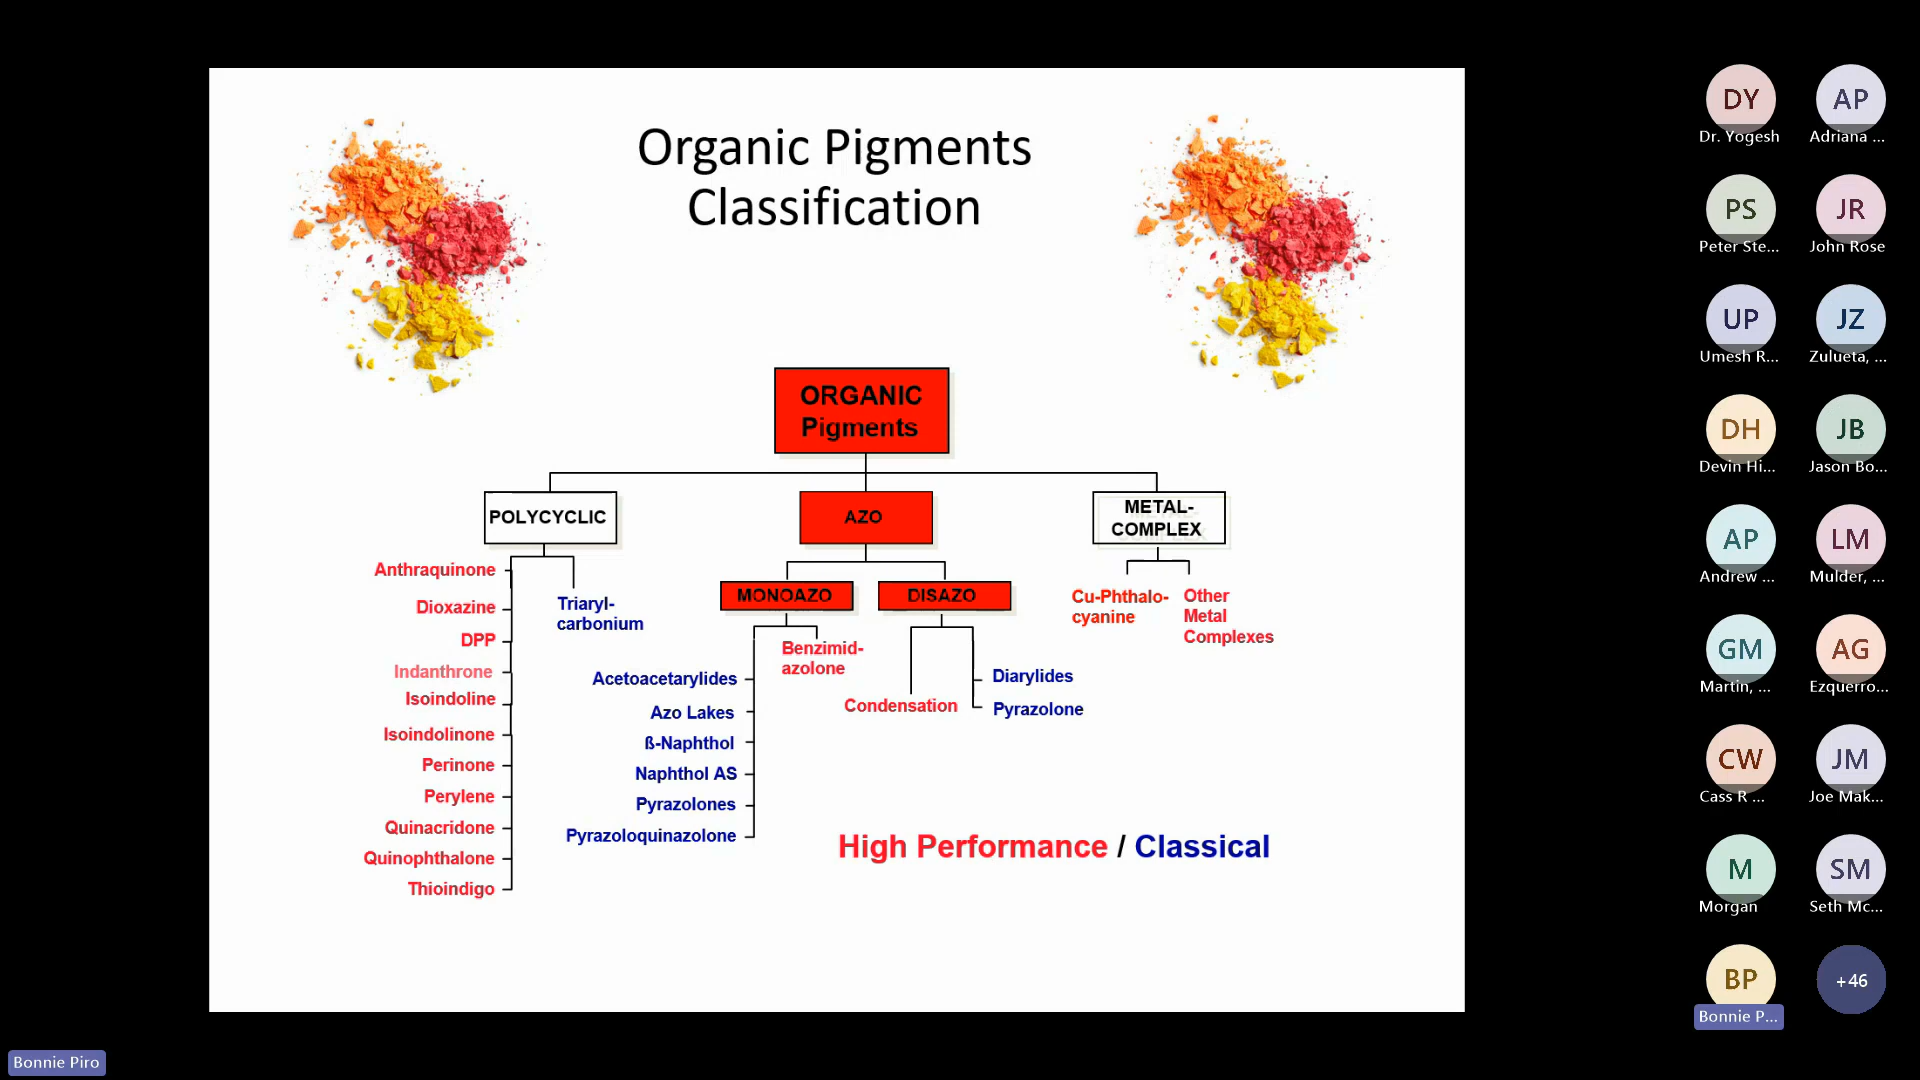 Organic Pigments
Classification
ORGANIC
Pigments
POLYCYCLIC
AZO
METAL-
COMPLEX
Anthraquinone
Dioxazine
DPP
Indanthrone
Isoindoline
Isoindolinone
Perinone
Perylene
Quinacridone
Quinophthalone
Thioindigo
Triaryl-
carbonium
MONOAZO
DISAZO
Acetoacetarylides
Azo Lakes
ß-Naphthol
Naphthol AS
Pyrazolones
Pyrazoloquinazolone
Benzimid-
azolone
Condensation
Diarylides
Pyrazolone
Cu-Phthalo-
cyanine
Other
Metal
Complexes
High Performance / Classical
DY
Dr. Yogesh
AP
Adriana ...
PS
Peter Ste...
JR
John Rose
UP
Umesh R...
JZ
Zulueta, ...
DH
Devin Hi...
JB
Jason Bo...
AP
Andrew ...
LM
Mulder, ...
GM
Martin, ...
AG
Ezquerro...
CW
Cass R ...
JM
Joe Mak...
M
Morgan
SM
Seth Mc...
BP
Bonnie P...
+46
Bonnie Piro